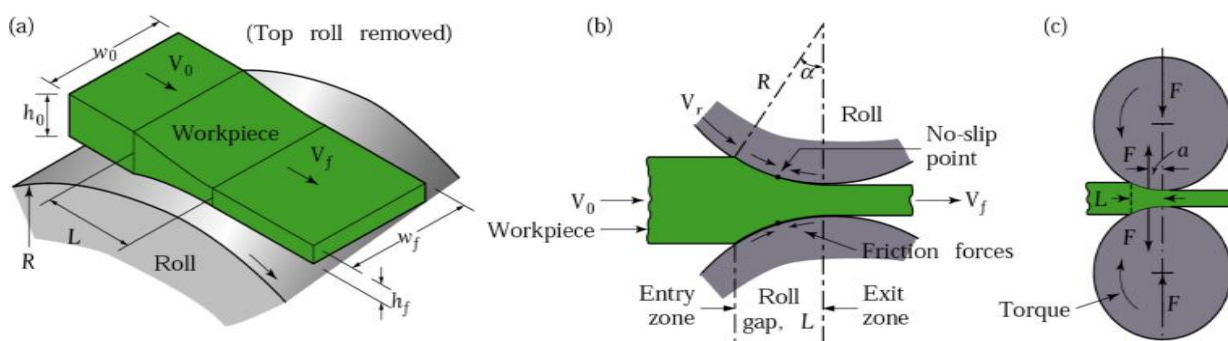 (a)
w0
(Top roll removed)
V0
h0
Workpiece
Vf
L
wf
R
Roll
hf
(b)
R
α
Vr
Roll
No-slip
point
V0
Vf
Workpiece
Friction forces
Entry
zone
Roll
gap, L
Exit
zone
(c)
F
F
a
L
F
Torque
F